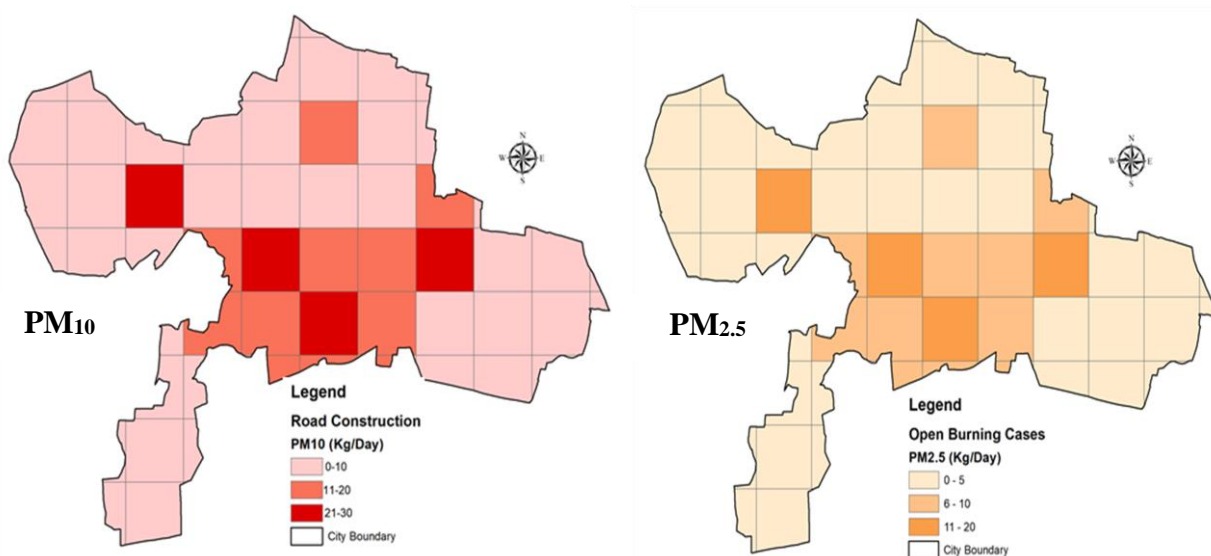 N
W E
S
PM10
Legend
Road Construction
PM10 (Kg/Day)
0-10
11-20
21-30
City Boundary
N
W E
S
PM2.5
Legend
Open Burning Cases
PM2.5 (Kg/Day)
0 - 5
6 - 10
11 - 20
City Boundary